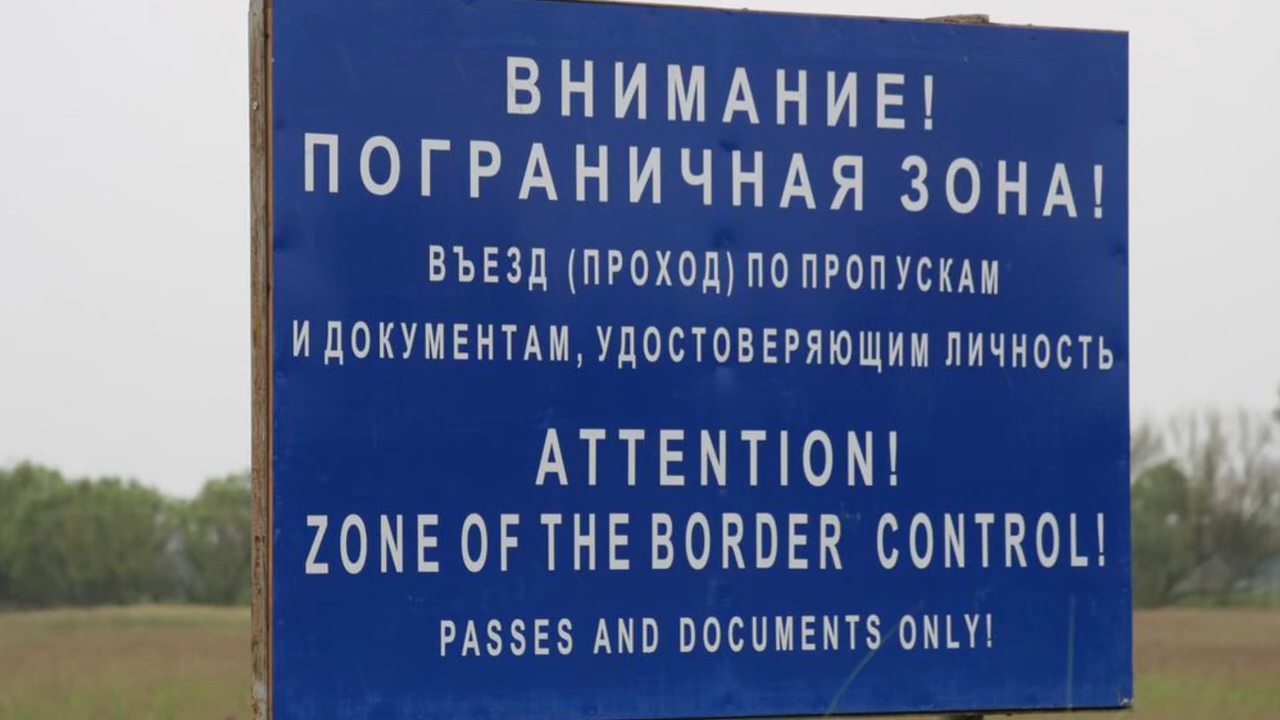 ВНИМАНИЕ!
ПОГРАНИЧНАЯ ЗОНА!
ВЪЕЗД (ПРОХОД) ПО ПРОПУСКАМ
И ДОКУМЕНТАМ, УДОСТОВЕРЯЮЩИМ ЛИЧНОСТЬ
ATTENTION!
ZONE OF THE BORDER CONTROL!
PASSES AND DOCUMENTS ONLY!